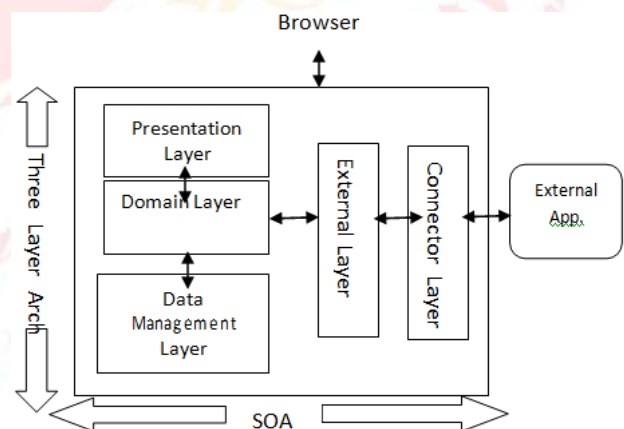 Browser
Presentation
Layer
Domain Layer
Data
Management
Layer
External Layer
Connector Layer
External
App.
Three Layer Arch
SOA